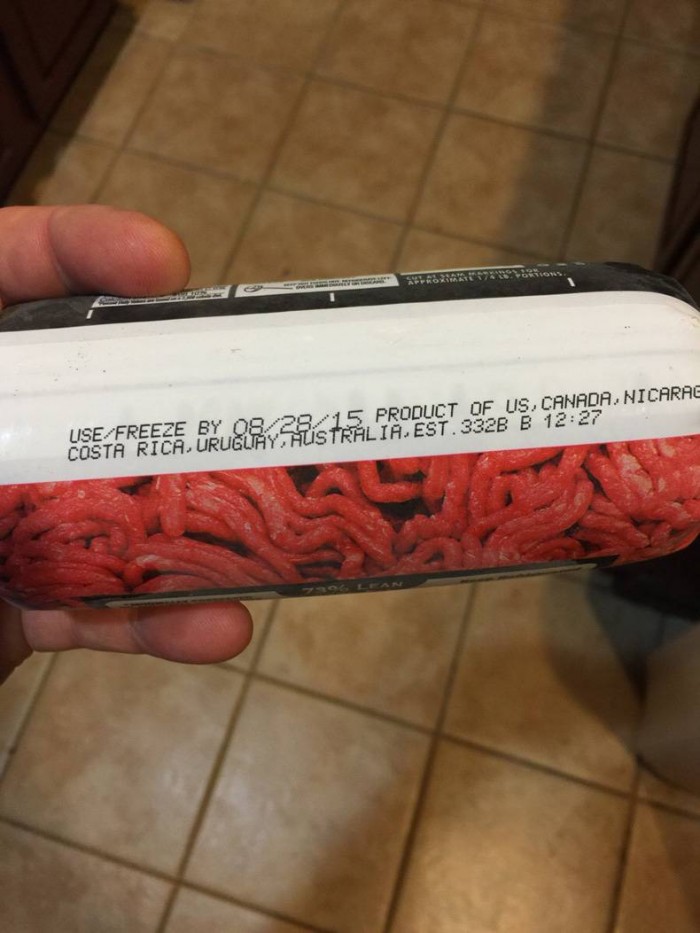 CUT AT SEAM MARKINGS FOR
APPROXIMATE 1/4 LB. PORTIONS.
USE/FREEZE BY 08/28/15 PRODUCT OF US,CANADA,NICARAG
COSTA RICA,URUGUAY,AUSTRALIA,EST.332B B 12:27
73% LEAN